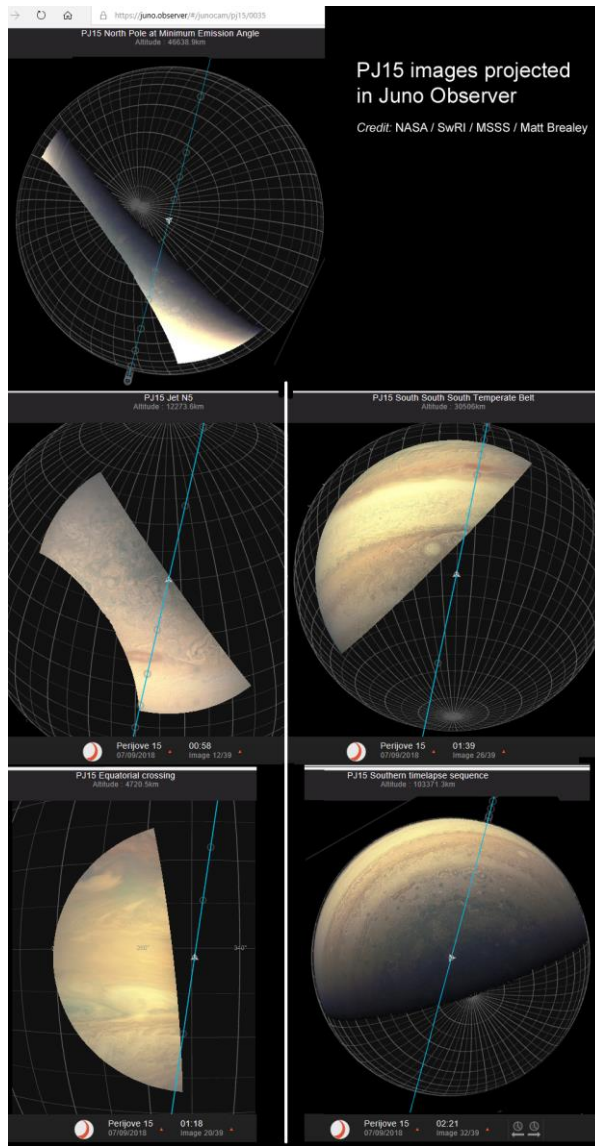 https://juno.observer/#/junocam/pj15/0035
PJ15 North Pole at Minimum Emission Angle
Altitude : 46638.9km
PJ15 images projected
in Juno Observer
Credit: NASA / SwRI / MSSS / Matt Brealey
PJ15 Jet N5
Altitude : 12273.6km
PJ15 South South South Temperate Belt
Altitude : 30506km
Perijove 15 00:58
07/09/2018 Image 12/39
Perijove 15 01:39
07/09/2018 Image 26/39
PJ15 Equatorial crossing
Altitude : 4720.5km
PJ15 Southern timelapse sequence
Altitude : 103371.3km
340°
Perijove 15 01:18
07/09/2018 Image 20/39
Perijove 15 02:21
07/09/2018 Image 32/39